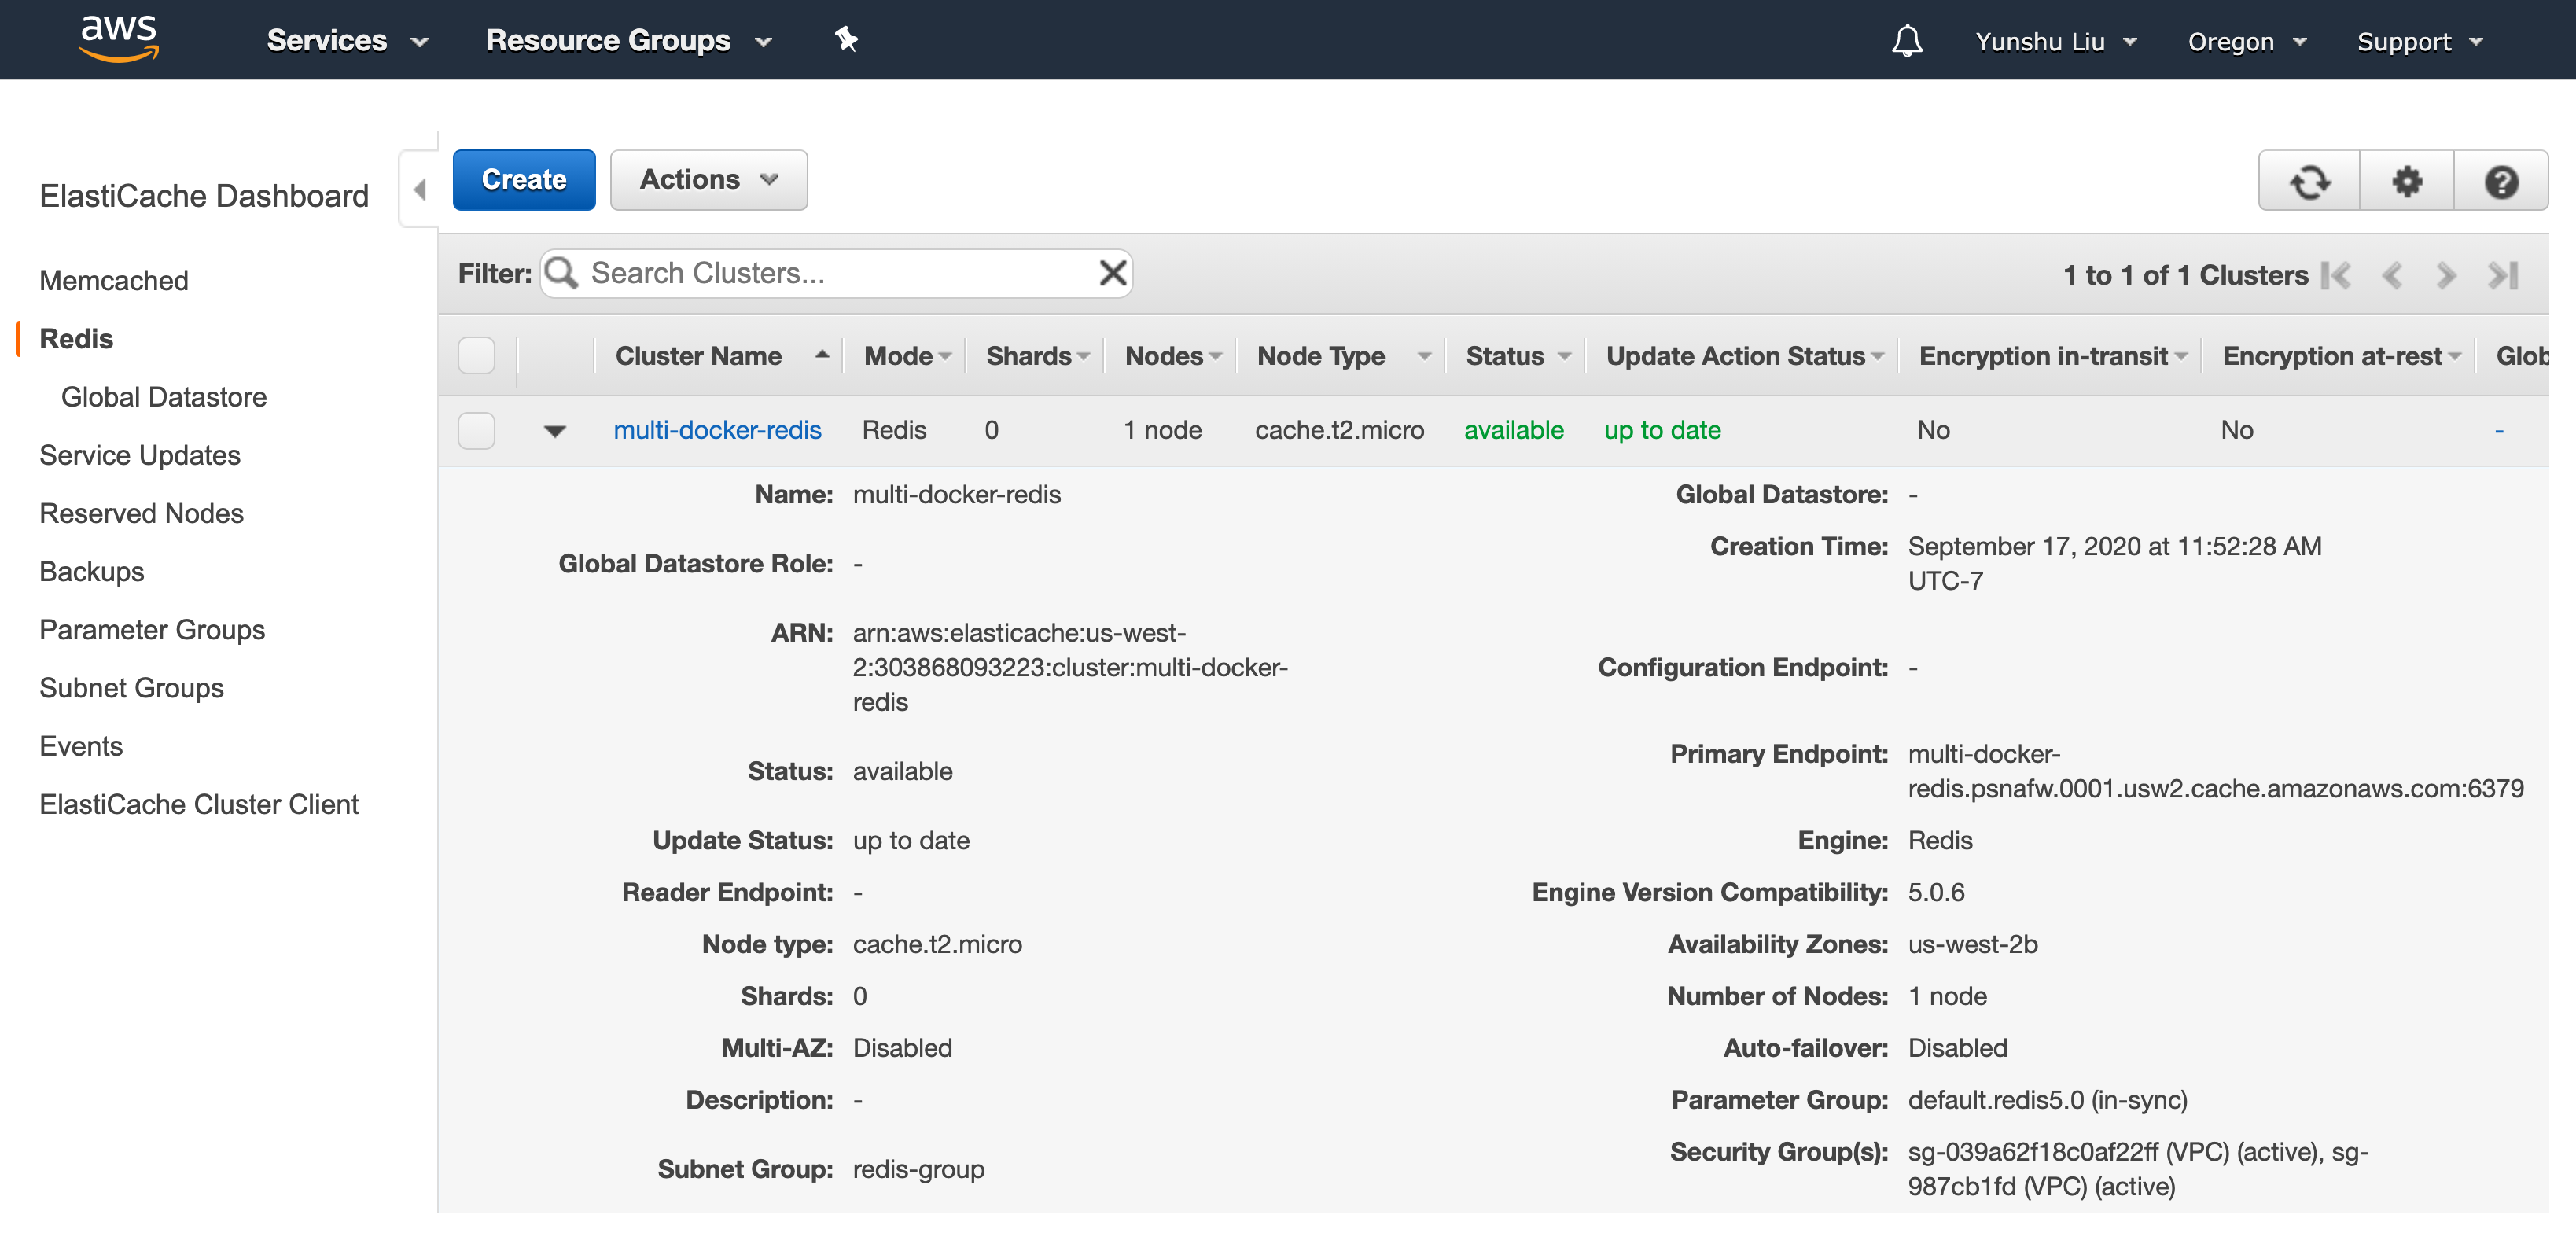 aws Services Resource Groups Yunshu Liu Oregon Support
ElastiCache Dashboard
Memcached
Redis
Global Datastore
Service Updates
Reserved Nodes
Backups
Parameter Groups
Subnet Groups
Events
ElastiCache Cluster Client
Create Actions
Filter: Search Clusters... 1 to 1 of 1 Clusters
Cluster Name Mode Shards Nodes Node Type Status Update Action Status Encryption in-transit Encryption at-rest Glob
multi-docker-redis Redis 0 1 node cache.t2.micro available up to date No No -
Name: multi-docker-redis
Global Datastore Role: -
ARN: arn:aws:elasticache:us-west-
2:303868093223:cluster:multi-docker-
redis
Status: available
Update Status: up to date
Reader Endpoint: -
Node type: cache.t2.micro
Shards: 0
Multi-AZ: Disabled
Description: -
Subnet Group: redis-group
Global Datastore: -
Creation Time: September 17, 2020 at 11:52:28 AM
UTC-7
Configuration Endpoint: -
Primary Endpoint: multi-docker-
redis.psnafw.0001.usw2.cache.amazonaws.com:6379
Engine: Redis
Engine Version Compatibility: 5.0.6
Availability Zones: us-west-2b
Number of Nodes: 1 node
Auto-failover: Disabled
Parameter Group: default.redis5.0 (in-sync)
Security Group(s): sg-039a62f18c0af22ff (VPC) (active), sg-
987cb1fd (VPC) (active)